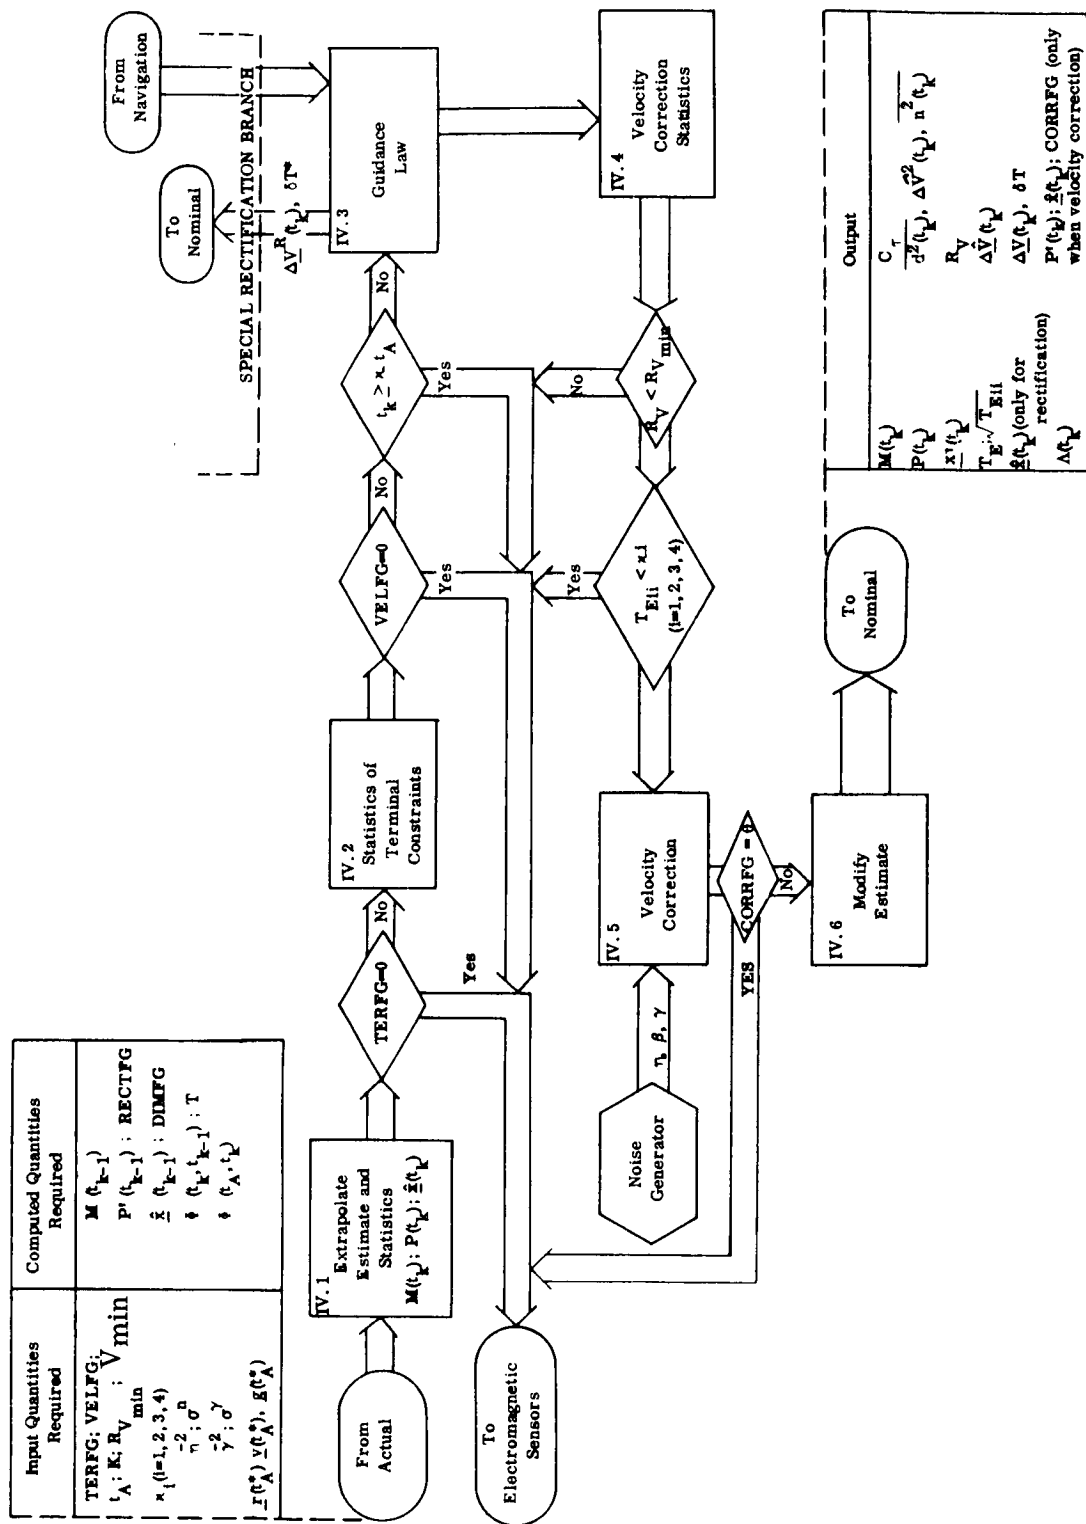 Input Quantities
Required
TERFG; VELFG;
t_A; K; R_V_min; V_min
κ_i(i=1, 2, 3, 4)
η̄^2; σ^n
γ̄^2; σ^γ
r(t*_A) v(t*_A), g(t*_A)
Computed Quantities
Required
M (t_k-1)
P' (t_k-1) ; RECTFG
x̂ (t_k-1) ; DIMFG
Φ (t_k, t_k-1) ; T
Φ (t_A, t_k)
From
Actual
IV. 1
Extrapolate
Estimate and
Statistics
M(t_k); P(t_k); x̂(t_k)
TERFG=0
No
Yes
IV. 2
Statistics of
Terminal
Constraints
VELFG=0
No
Yes
t_k ≥ κ t_A
No
Yes
SPECIAL RECTIFICATION BRANCH
From
Navigation
To
Nominal
ΔV^R(t_k), δT*
IV. 3
Guidance
Law
IV. 4
Velocity
Correction
Statistics
R_V < R_V_min
No
T_Eii < κ_i
(i=1, 2, 3, 4)
Yes
IV. 5
Velocity
Correction
Noise
Generator
η, β, γ
CORRFG = 0
YES
No
IV. 6
Modify
Estimate
To
Nominal
To
Electromagnetic
Sensors
Output
M(t_k)
P(t_k)
x'(t_k)
T_E; √T_Eii
x̂(t_k) (only for
rectification)
Λ(t_k)
C_τ
d^2(t_k), ΔV̂^2(t_k), n^2(t_k)
R_V
ΔV̂(t_k)
ΔV(t_k), δT
P'(t_k); x̂(t_k); CORRFG (only
when velocity correction)